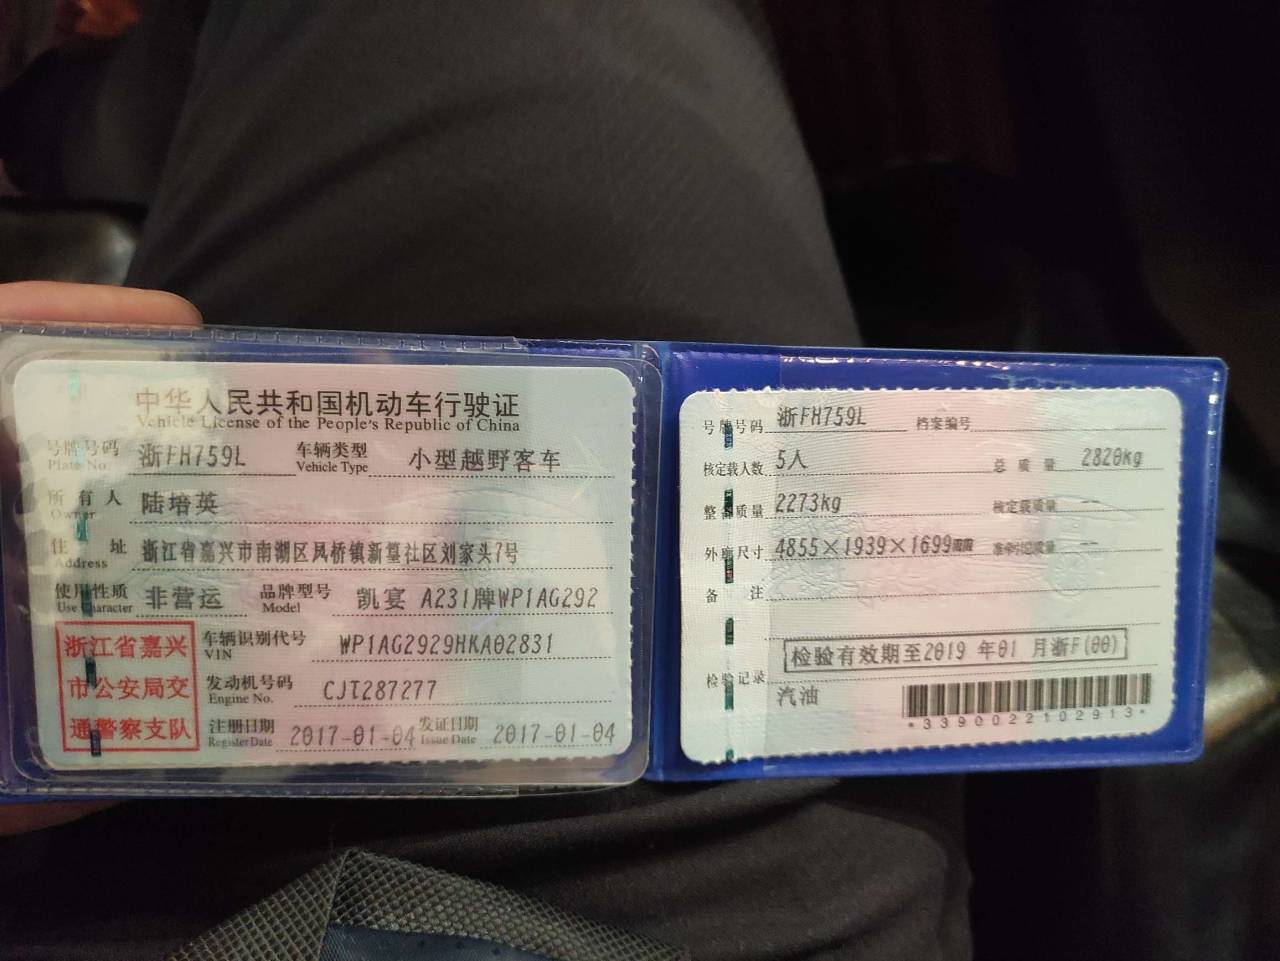 中华人民共和国机动车行驶证
Vehicle License of the People's Republic of China
号牌号码 浙FH759L 车辆类型 小型越野客车
Plate No. Vehicle Type
所有人 陆培英
Owner
住址 浙江省嘉兴市南湖区凤桥镇新篁社区刘家头7号
Address
使用性质 非营运 品牌型号 凯宴 A231牌WP1AG292
Use Character Model
浙江省嘉兴
市公安局交
通警察支队
车辆识别代号 WP1AG2929HKA02831
VIN
发动机号码 CJT287277
Engine No.
注册日期 2017-01-04 发证日期 2017-01-04
Register Date Issue Date
号牌号码 浙FH759L 档案编号
核定载人数 5人 总质量 2820kg
整备质量 2273kg 核定载质量 --
外廓尺寸 4855×1939×1699mm 准牵引总质量 --
备注
检验有效期至2019年01月浙F(00)
检验记录
汽油
*3390022102913*